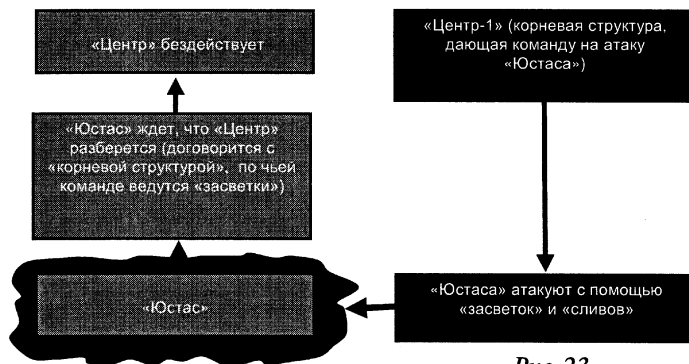 «Центр» бездействует
«Центр-1» (корневая структура,
дающая команду на атаку
«Юстаса»)
«Юстас» ждет, что «Центр»
разберется (договорится с
«корневой структурой», по чьей
команде ведутся «засветки»)
«Юстас»
«Юстаса» атакуют с помощью
«засветок» и «сливов»
Рис. 23